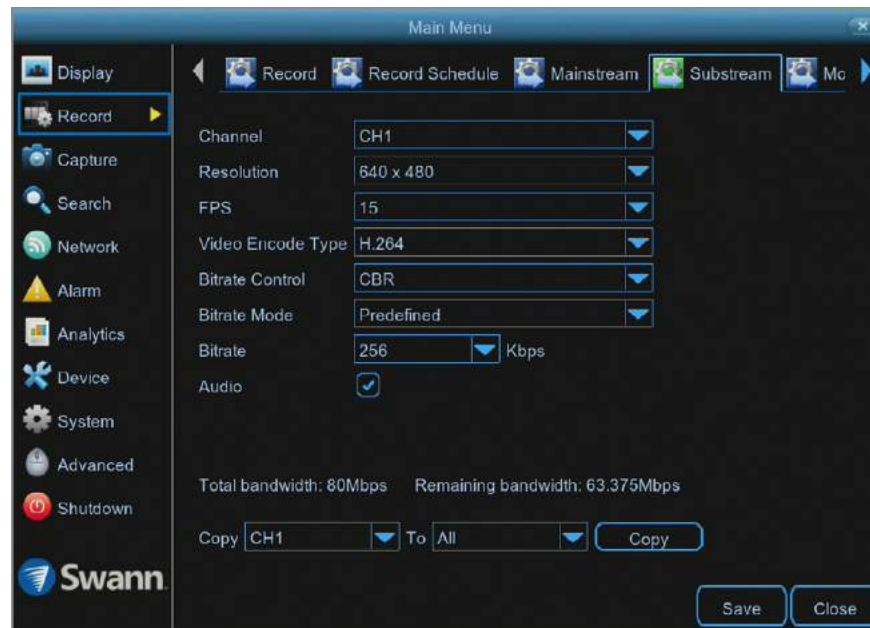 Main Menu
Display
Record
Capture
Search
Network
Alarm
Analytics
Device
System
Advanced
Shutdown
Swann
Record Record Schedule Mainstream Substream Mo
Channel CH1
Resolution 640 x 480
FPS 15
Video Encode Type H.264
Bitrate Control CBR
Bitrate Mode Predefined
Bitrate 256 Kbps
Audio
Total bandwidth: 80Mbps Remaining bandwidth: 63.375Mbps
Copy CH1 To All Copy
Save Close